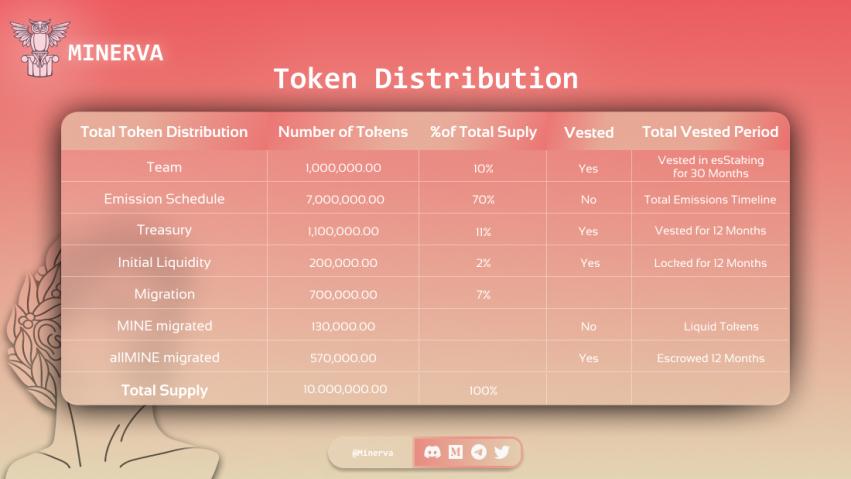 MINERVA
Token Distribution
Total Token Distribution Number of Tokens %of Total Suply Vested Total Vested Period
Team 1,000,000.00 10% Yes Vested in esStaking
for 30 Months
Emission Schedule 7,000,000.00 70% No Total Emissions Timeline
Treasury 1,100,000.00 11% Yes Vested for 12 Months
Initial Liquidity 200,000.00 2% Yes Locked for 12 Months
Migration 700,000.00 7%
MINE migrated 130,000.00 No Liquid Tokens
allMINE migrated 570,000.00 Yes Escrowed 12 Months
Total Supply 10.000,000.00 100%
@Minerva M